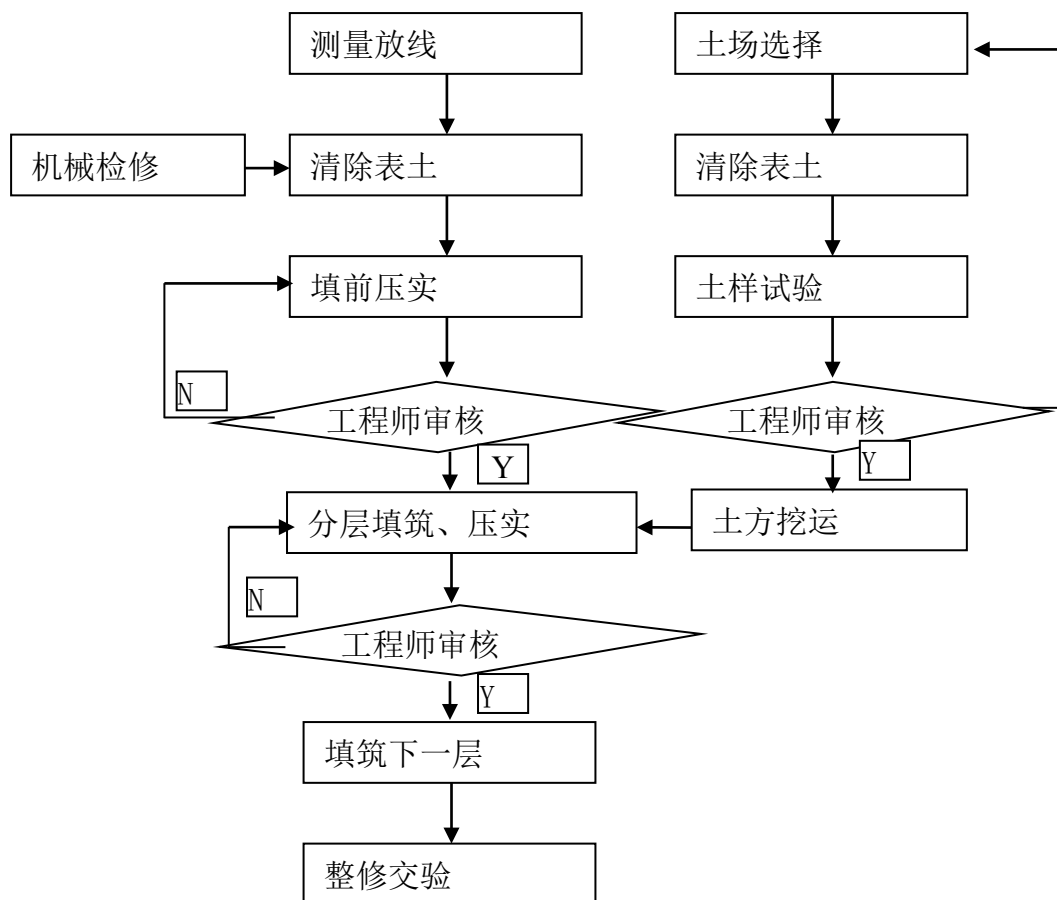 测量放线
土场选择
机械检修
清除表土
清除表土
填前压实
土样试验
N
工程师审核
工程师审核
Y
Y
分层填筑、压实
土方挖运
N
工程师审核
Y
填筑下一层
整修交验